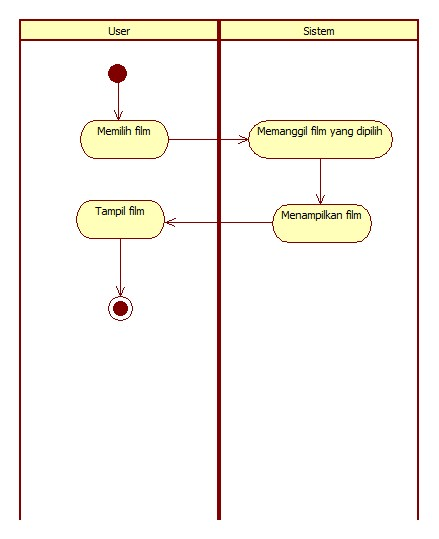 User
Sistem
Memilih film
Memanggil film yang dipilih
Tampil film
Menampilkan film